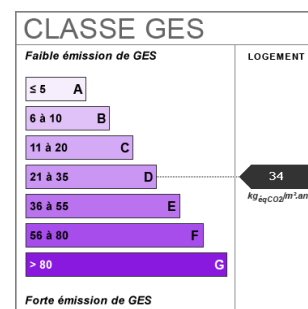 CLASSE GES
Faible émission de GES
LOGEMENT
≤ 5 A
6 à 10 B
11 à 20 C
21 à 35 D
34
36 à 55 E
kgéqCO2/m².an
56 à 80 F
> 80 G
Forte émission de GES